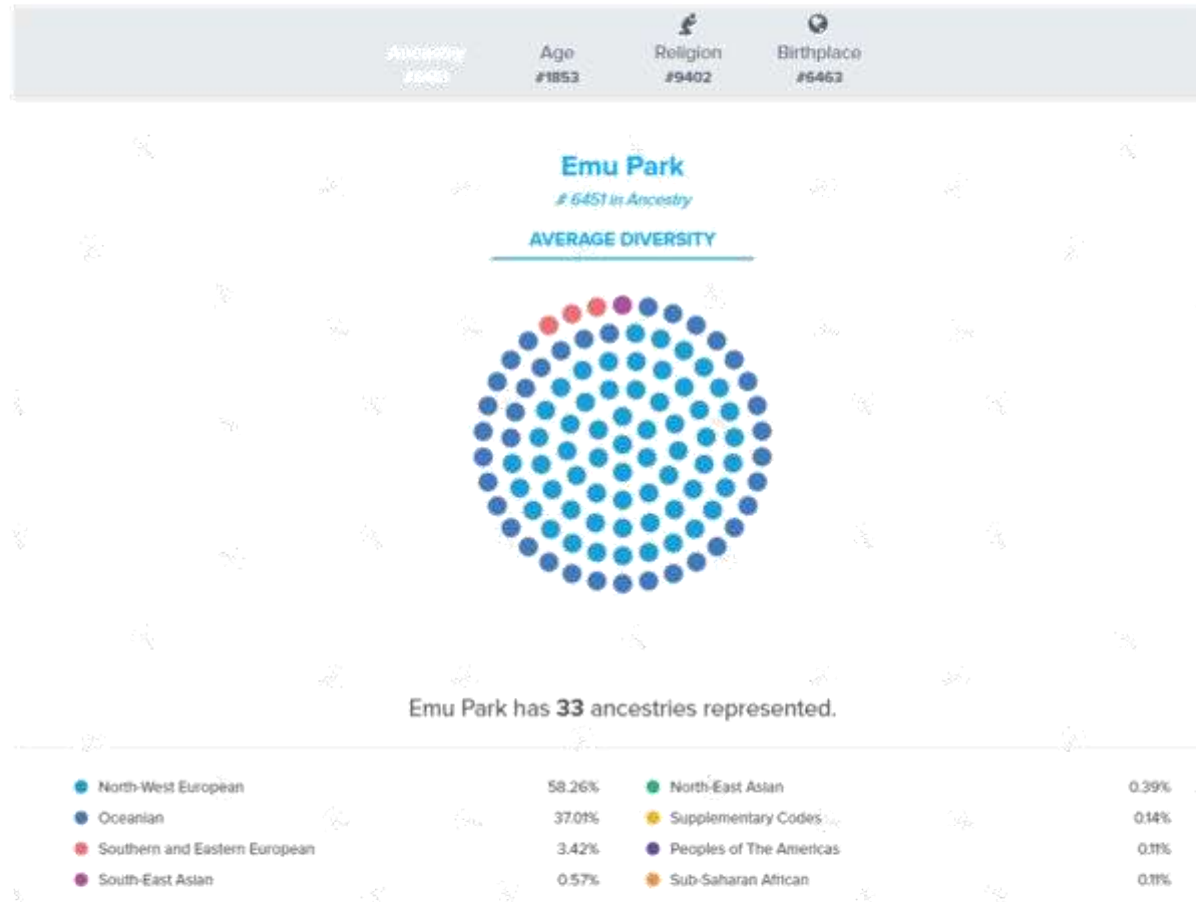 Age
#1853
Religion
#9402
Birthplace
#6463
Emu Park
# 6451 in Ancestry
AVERAGE DIVERSITY
Emu Park has 33 ancestries represented.
North-West European 58.26%
Oceanian 37.01%
Southern and Eastern European 3.42%
South-East Asian 0.57%
North-East Asian 0.39%
Supplementary Codes 0.14%
Peoples of The Americas 0.11%
Sub-Saharan African 0.11%